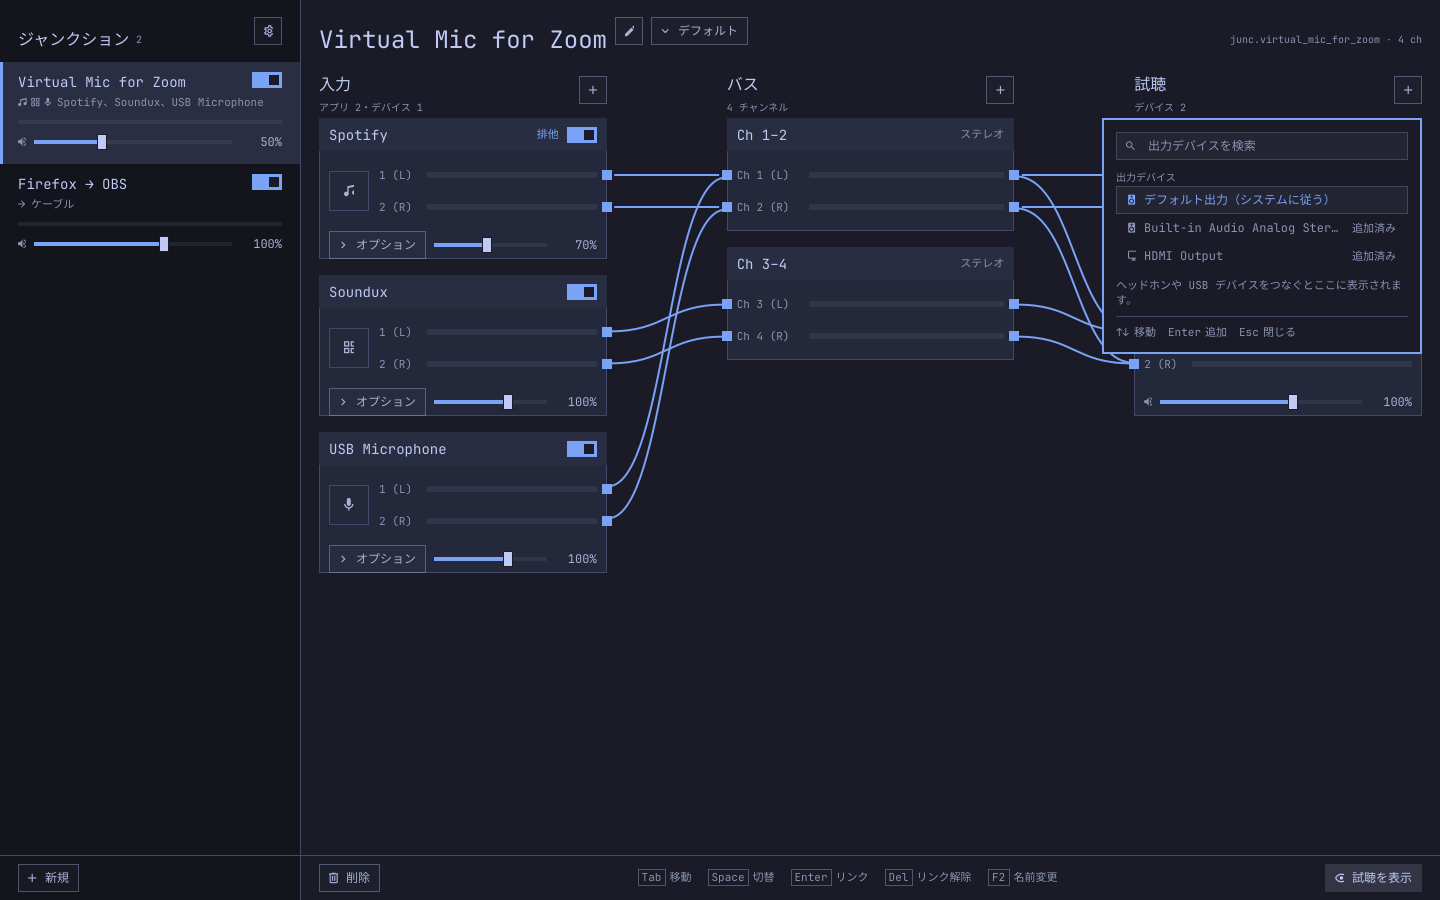 ジャンクション 2
Virtual Mic for Zoom
Spotify、Soundux、USB Microphone
50%
Firefox → OBS
→ ケーブル
100%
+ 新規
Virtual Mic for Zoom
デフォルト
junc.virtual_mic_for_zoom · 4 ch
入力
アプリ 2・デバイス 1
Spotify 排他
1 (L)
2 (R)
オプション 70%
Soundux
1 (L)
2 (R)
オプション 100%
USB Microphone
1 (L)
2 (R)
オプション 100%
バス
4 チャンネル
Ch 1–2 ステレオ
Ch 1 (L)
Ch 2 (R)
Ch 3–4 ステレオ
Ch 3 (L)
Ch 4 (R)
試聴
デバイス 2
出力デバイスを検索
出力デバイス
デフォルト出力（システムに従う）
Built-in Audio Analog Ster… 追加済み
HDMI Output 追加済み
ヘッドホンや USB デバイスをつなぐとここに表示されま
す。
↑↓ 移動 Enter 追加 Esc 閉じる
2 (R)
100%
削除
Tab 移動 Space 切替 Enter リンク Del リンク解除 F2 名前変更
試聴を表示